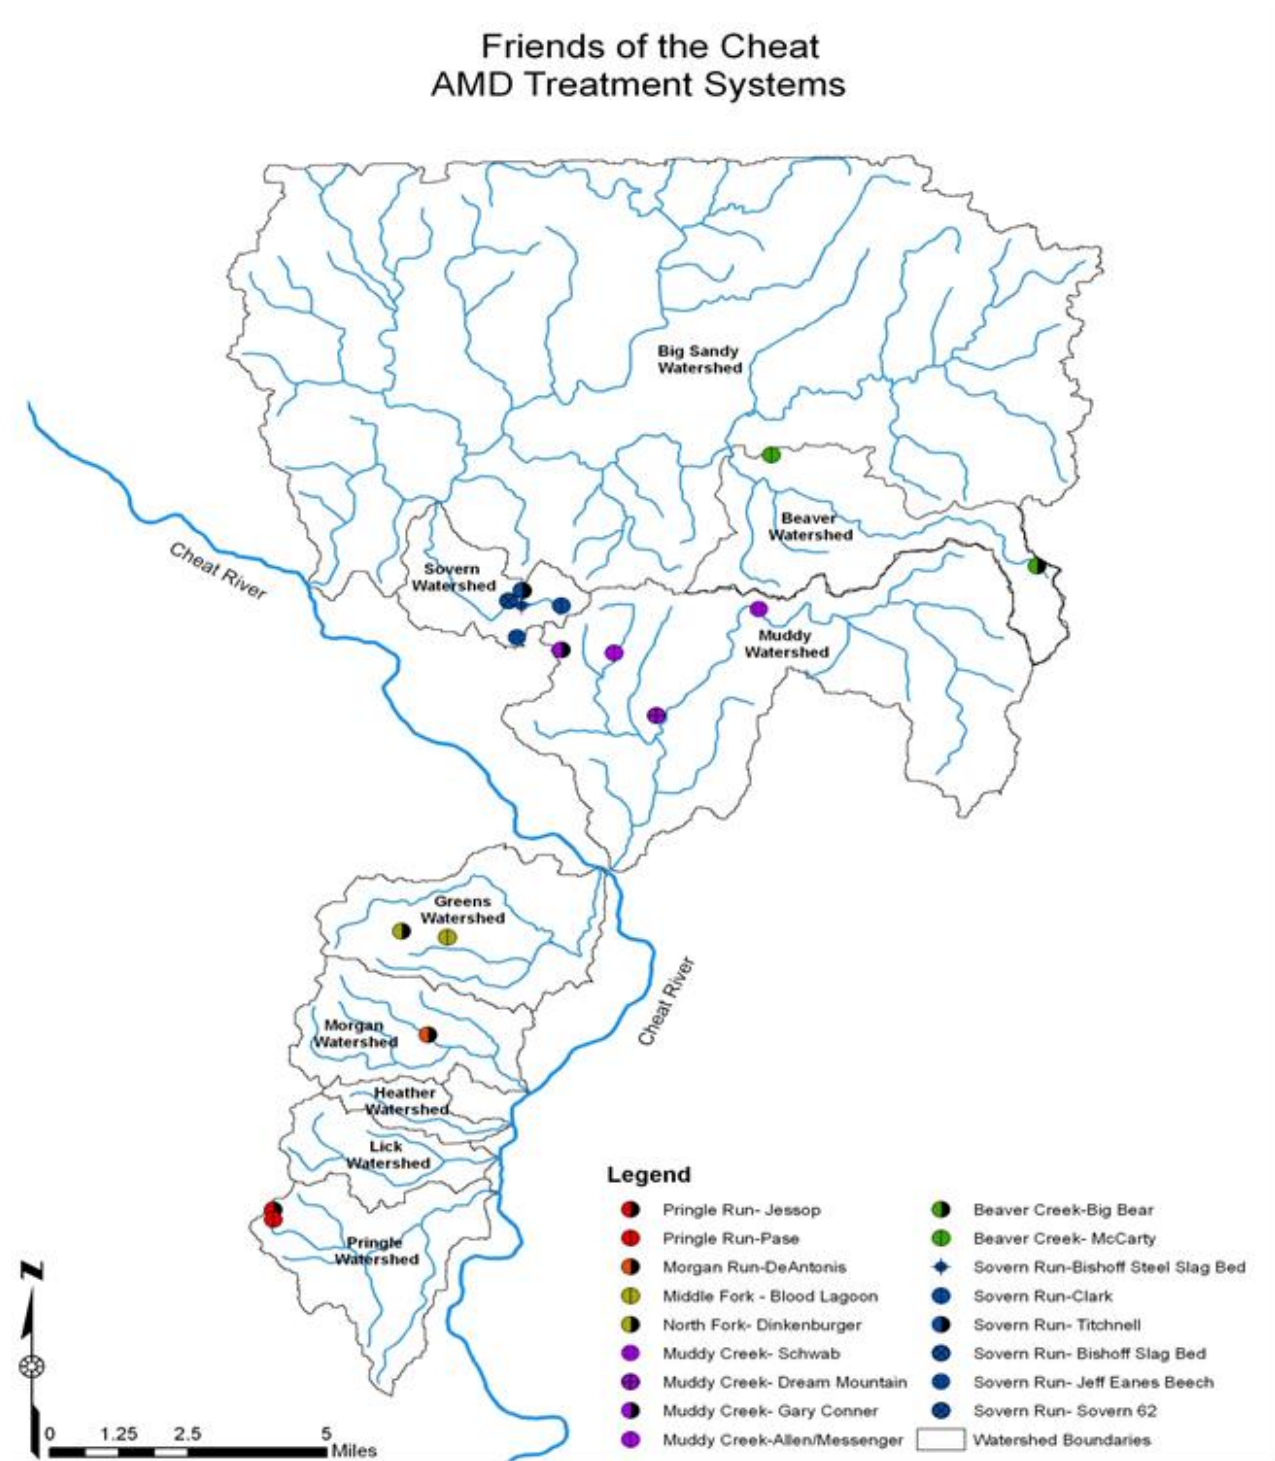 Friends of the Cheat
AMD Treatment Systems
Big Sandy
Watershed
Beaver
Watershed
Cheat River
Sovern
Watershed
Muddy
Watershed
Greens
Watershed
Cheat River
Morgan
Watershed
Heather
Watershed
Lick
Watershed
Pringle
Watershed
Legend
Pringle Run- Jessop
Pringle Run-Pase
Morgan Run-DeAntonis
Middle Fork - Blood Lagoon
North Fork- Dinkenburger
Muddy Creek- Schwab
Muddy Creek- Dream Mountain
Muddy Creek- Gary Conner
Muddy Creek-Allen/Messenger
Beaver Creek-Big Bear
Beaver Creek- McCarty
Sovern Run-Bishoff Steel Slag Bed
Sovern Run-Clark
Sovern Run- Titchnell
Sovern Run- Bishoff Slag Bed
Sovern Run- Jeff Eanes Beech
Sovern Run- Sovern 62
Watershed Boundaries
N
0 1.25 2.5 5
Miles